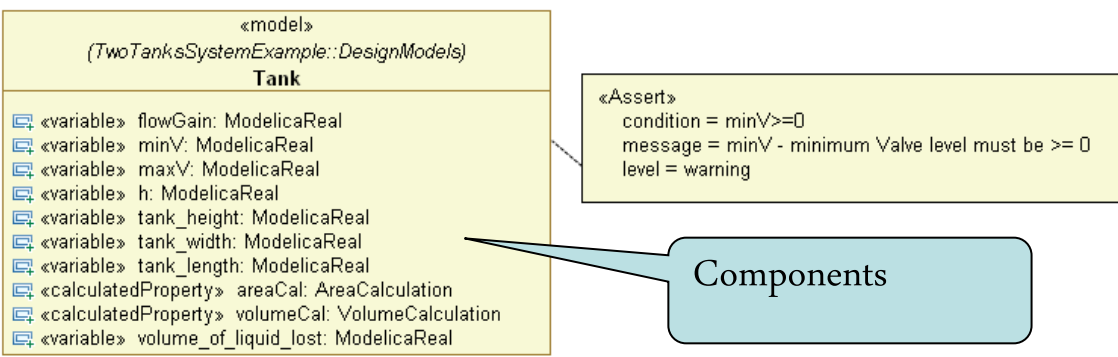 «model»
(TwoTanksSystemExample::DesignModels)
Tank
«variable» flowGain: ModelicaReal
«variable» minV: ModelicaReal
«variable» maxV: ModelicaReal
«variable» h: ModelicaReal
«variable» tank_height: ModelicaReal
«variable» tank_width: ModelicaReal
«variable» tank_length: ModelicaReal
«calculatedProperty» areaCal: AreaCalculation
«calculatedProperty» volumeCal: VolumeCalculation
«variable» volume_of_liquid_lost: ModelicaReal
«Assert»
condition = minV>=0
message = minV - minimum Valve level must be >= 0
level = warning
Components